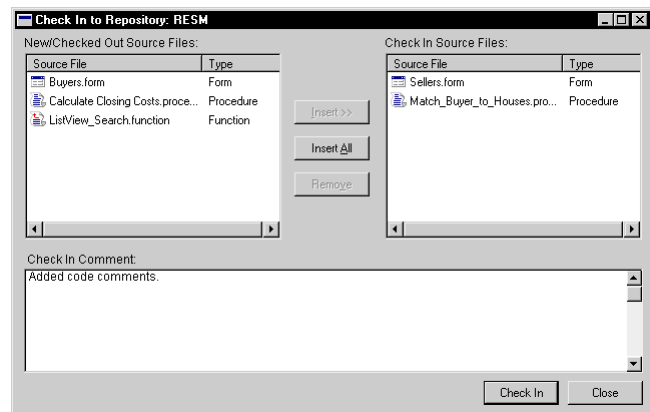 Check In to Repository: RESM
New/Checked Out Source Files:
Source File Type
Buyers.form Form
Calculate Closing Costs.proce... Procedure
ListView_Search.function Function
Insert >>
Insert All
Remove
Check In Source Files:
Source File Type
Sellers.form Form
Match_Buyer_to_Houses.pro... Procedure
Check In Comment:
Added code comments.
Check In Close